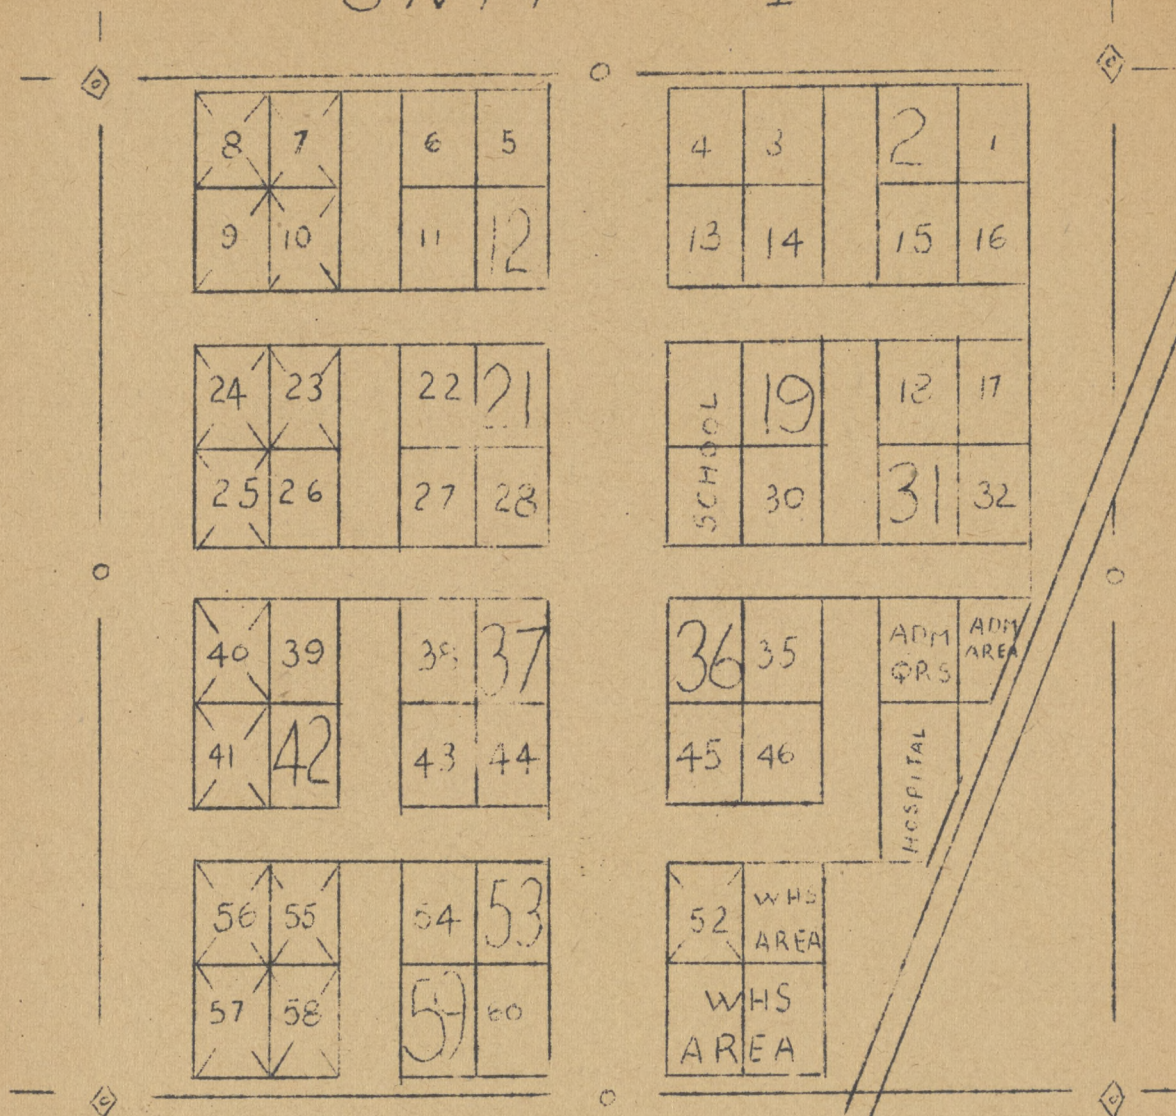 8 7 6 5 4 3 2 1
9 10 11 12 13 14 15 16
24 23 22 21 SCHOOL 19 18 17
25 26 27 28 30 31 32
40 39 38 37 36 35 ADM QRS ADM AREA
41 42 43 44 45 46 HOSPITAL
56 55 54 53 52 WHS AREA
57 58 59 60 WHS AREA